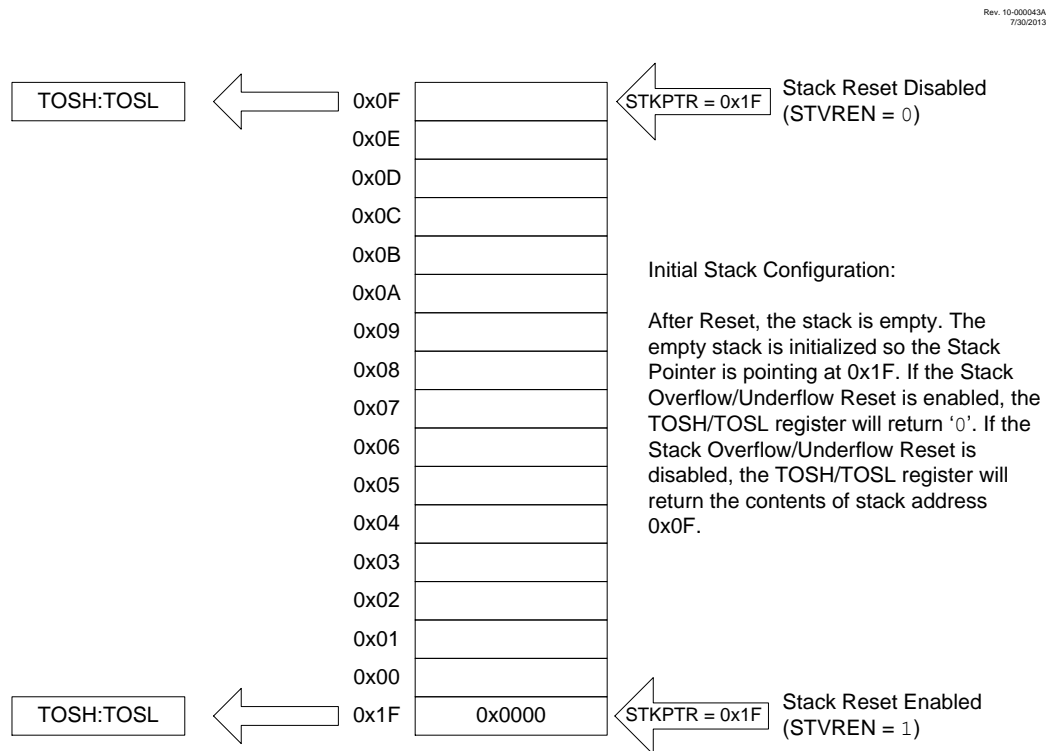 Rev. 10-000043A
7/30/2013
TOSH:TOSL
0x0F
STKPTR = 0x1F
Stack Reset Disabled
(STVREN = 0)
0x0E
0x0D
0x0C
0x0B
0x0A
0x09
0x08
0x07
0x06
0x05
0x04
0x03
0x02
0x01
0x00
Initial Stack Configuration:
After Reset, the stack is empty. The
empty stack is initialized so the Stack
Pointer is pointing at 0x1F. If the Stack
Overflow/Underflow Reset is enabled, the
TOSH/TOSL register will return ‘0’. If the
Stack Overflow/Underflow Reset is
disabled, the TOSH/TOSL register will
return the contents of stack address
0x0F.
TOSH:TOSL
0x1F
0x0000
STKPTR = 0x1F
Stack Reset Enabled
(STVREN = 1)